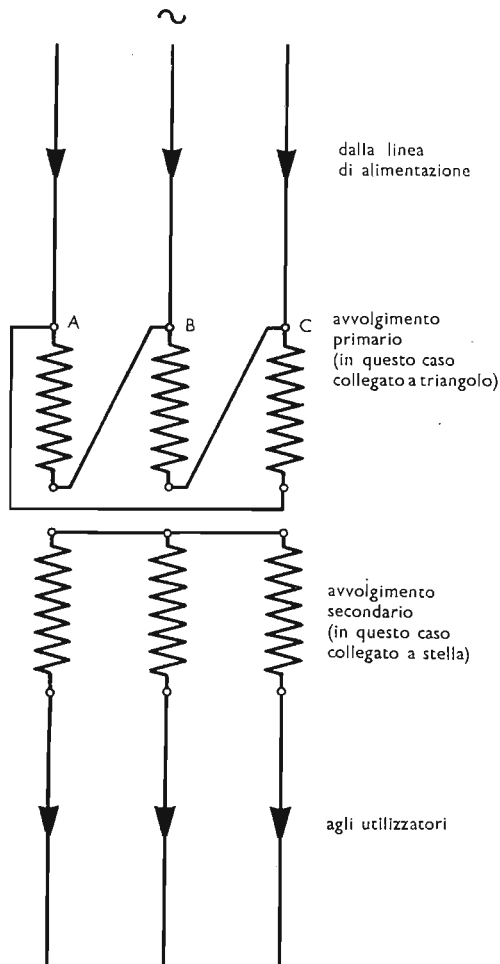 ~
dalla linea
di alimentazione
A
B
C
avvolgimento
primario
(in questo caso
collegato a triangolo)
avvolgimento
secondario
(in questo caso
collegato a stella)
agli utilizzatori